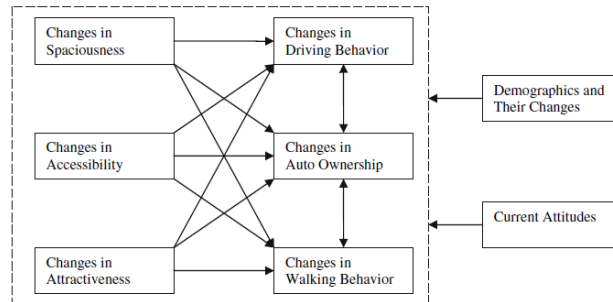 Changes in
Spaciousness
Changes in
Driving Behavior
Demographics and
Their Changes
Changes in
Accessibility
Changes in
Auto Ownership
Current Attitudes
Changes in
Attractiveness
Changes in
Walking Behavior